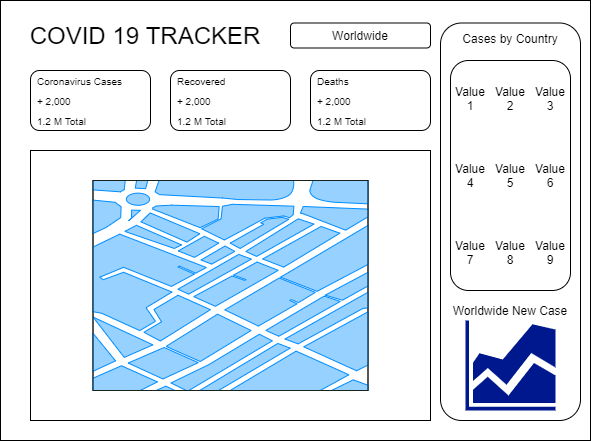 COVID 19 TRACKER
Worldwide
Coronavirus Cases
+ 2,000
1.2 M Total
Recovered
+ 2,000
1.2 M Total
Deaths
+ 2,000
1.2 M Total
Cases by Country
Value 1
Value 2
Value 3
Value 4
Value 5
Value 6
Value 7
Value 8
Value 9
Worldwide New Case